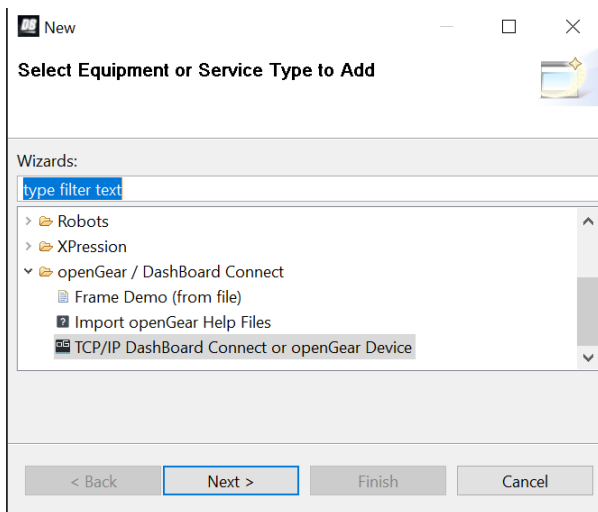 DB New
Select Equipment or Service Type to Add
Wizards:
type filter text
Robots
XPression
openGear / DashBoard Connect
Frame Demo (from file)
Import openGear Help Files
TCP/IP DashBoard Connect or openGear Device
< Back Next > Finish Cancel